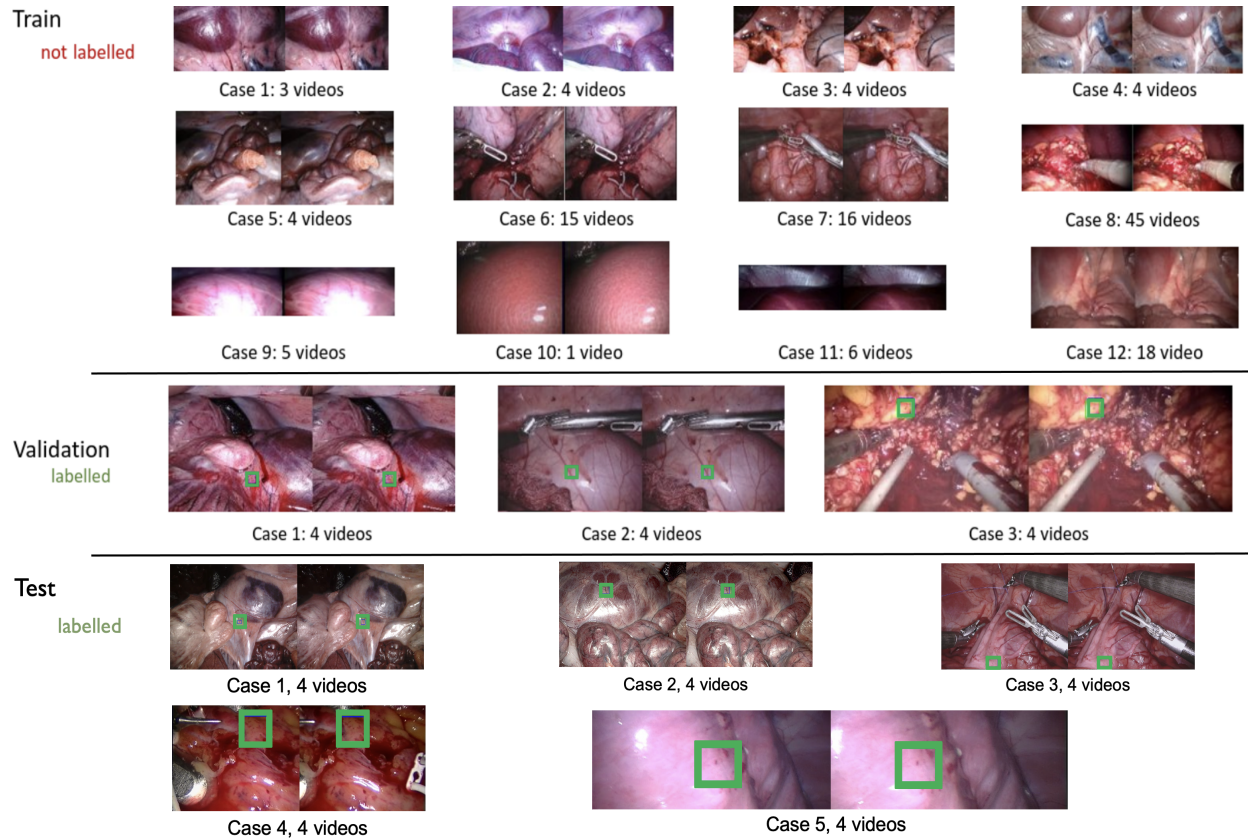 Train
not labelled
Case 1: 3 videos
Case 2: 4 videos
Case 3: 4 videos
Case 4: 4 videos
Case 5: 4 videos
Case 6: 15 videos
Case 7: 16 videos
Case 8: 45 videos
Case 9: 5 videos
Case 10: 1 video
Case 11: 6 videos
Case 12: 18 video
Validation
labelled
Case 1: 4 videos
Case 2: 4 videos
Case 3: 4 videos
Test
labelled
Case 1, 4 videos
Case 2, 4 videos
Case 3, 4 videos
Case 4, 4 videos
Case 5, 4 videos